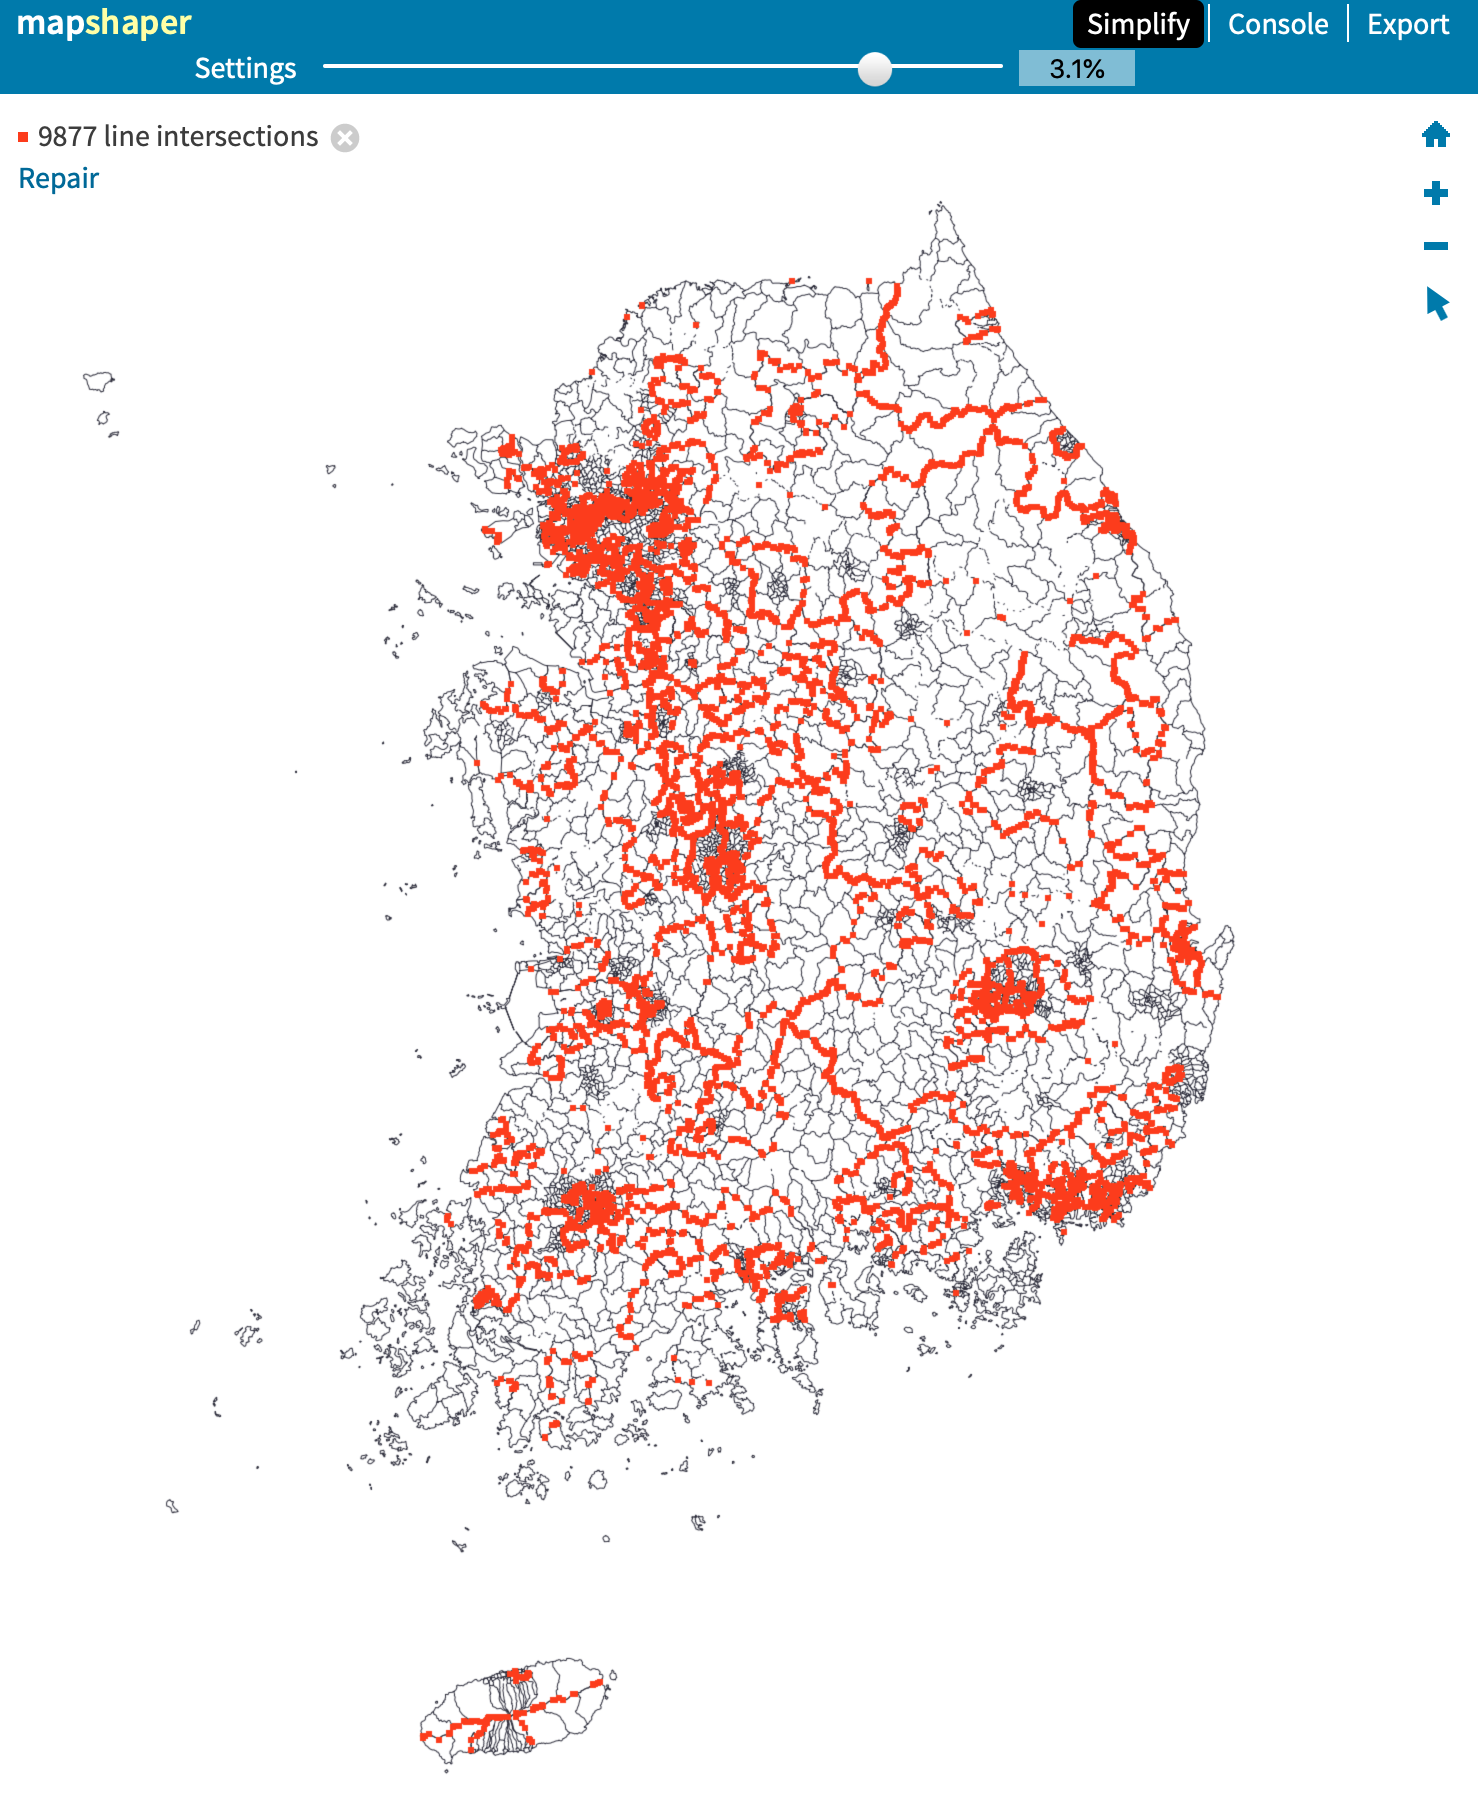 mapshaper
Simplify
Console
Export
Settings
3.1%
9877 line intersections
Repair